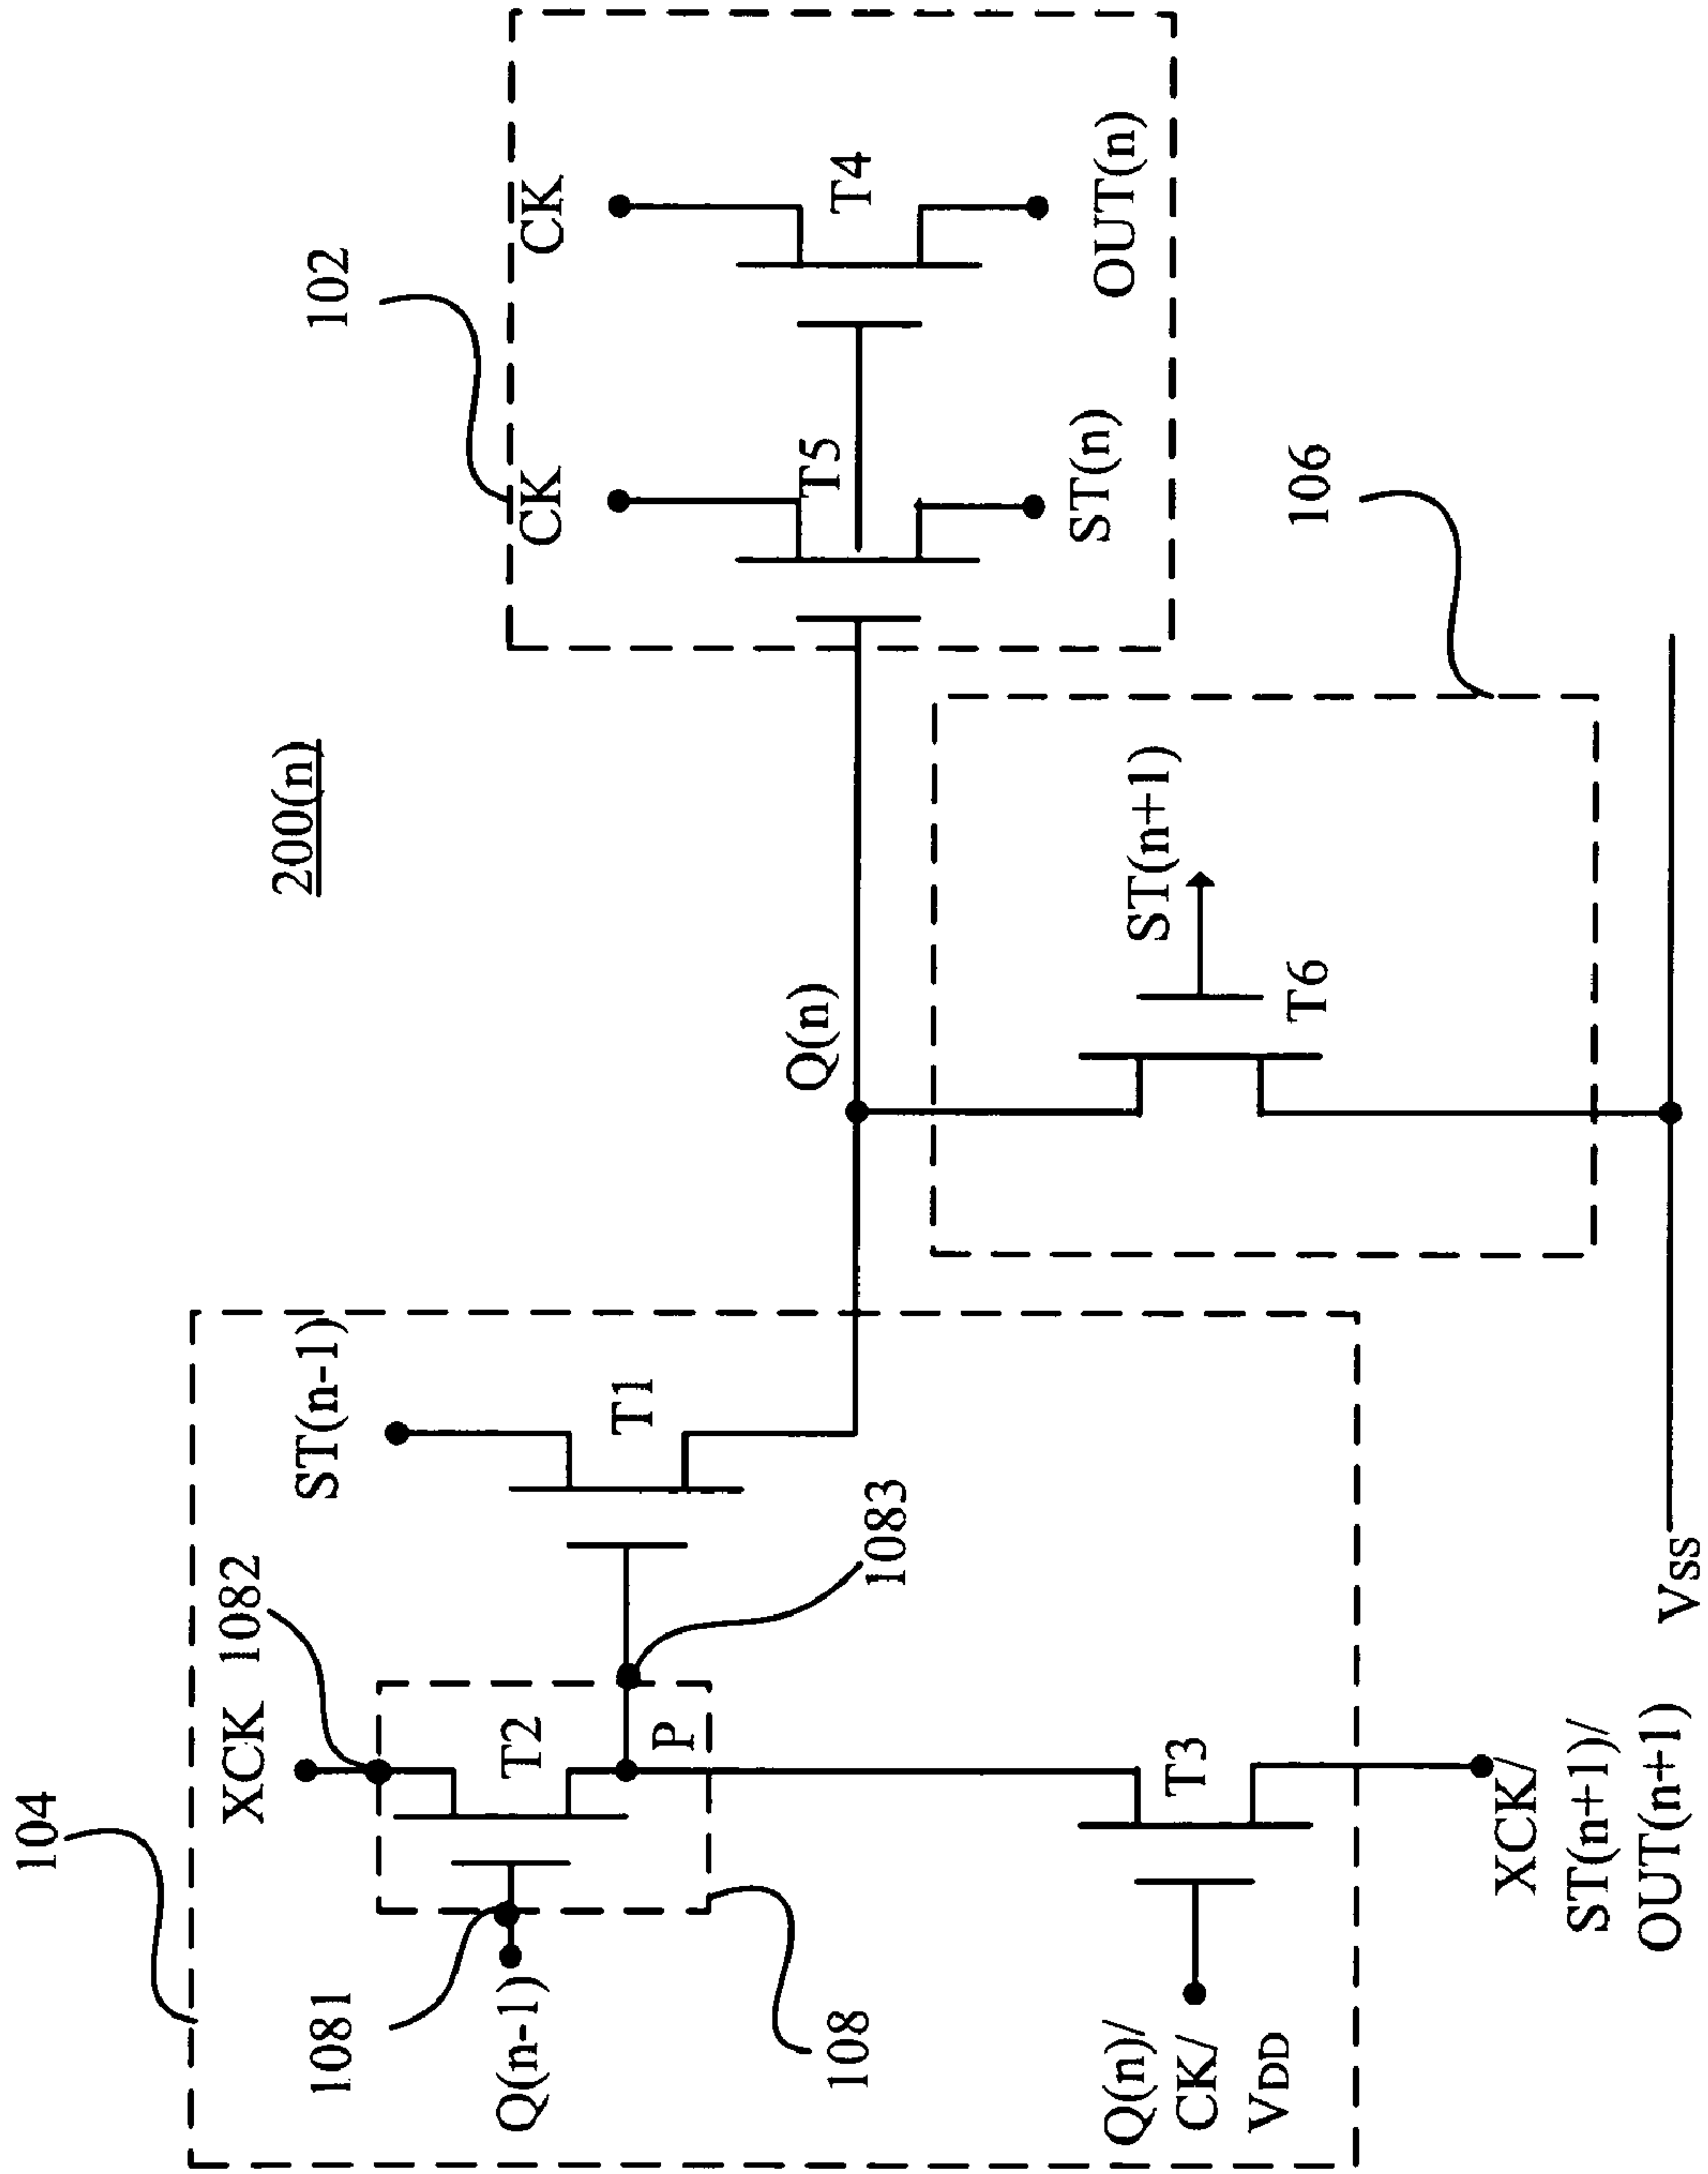 200(n)
104
XCK
1082
ST(n-1)
102
CK
CK
1081
Q(n-1)
T2
P
T1
1083
108
Q(n)
T5
T4
ST(n)
OUT(n)
Q(n)/
CK/
VDD
T3
ST(n+1)
T6
106
XCK/
ST(n+1)/
OUT(n+1)
VSS